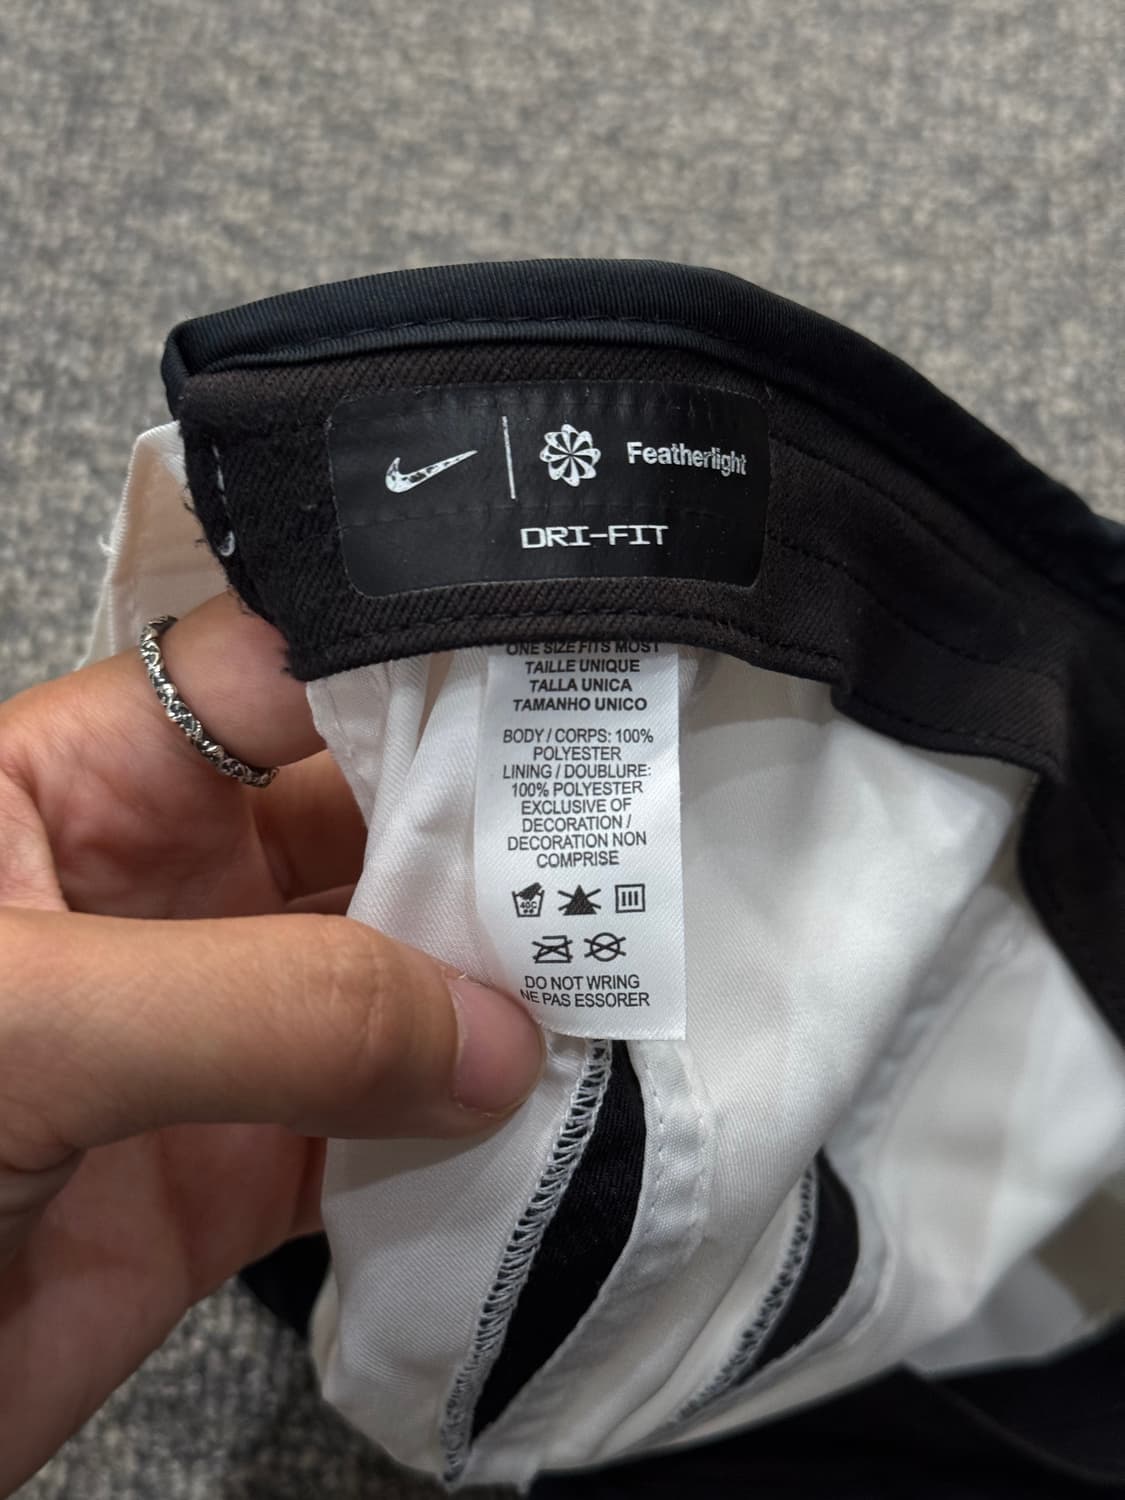 Featherlight
DRI-FIT
ONE SIZE FITS MOST
TAILLE UNIQUE
TALLA UNICA
TAMANHO UNICO
BODY / CORPS: 100%
POLYESTER
LINING / DOUBLURE:
100% POLYESTER
EXCLUSIVE OF
DECORATION /
DECORATION NON
COMPRISE
40C
DO NOT WRING
NE PAS ESSORER